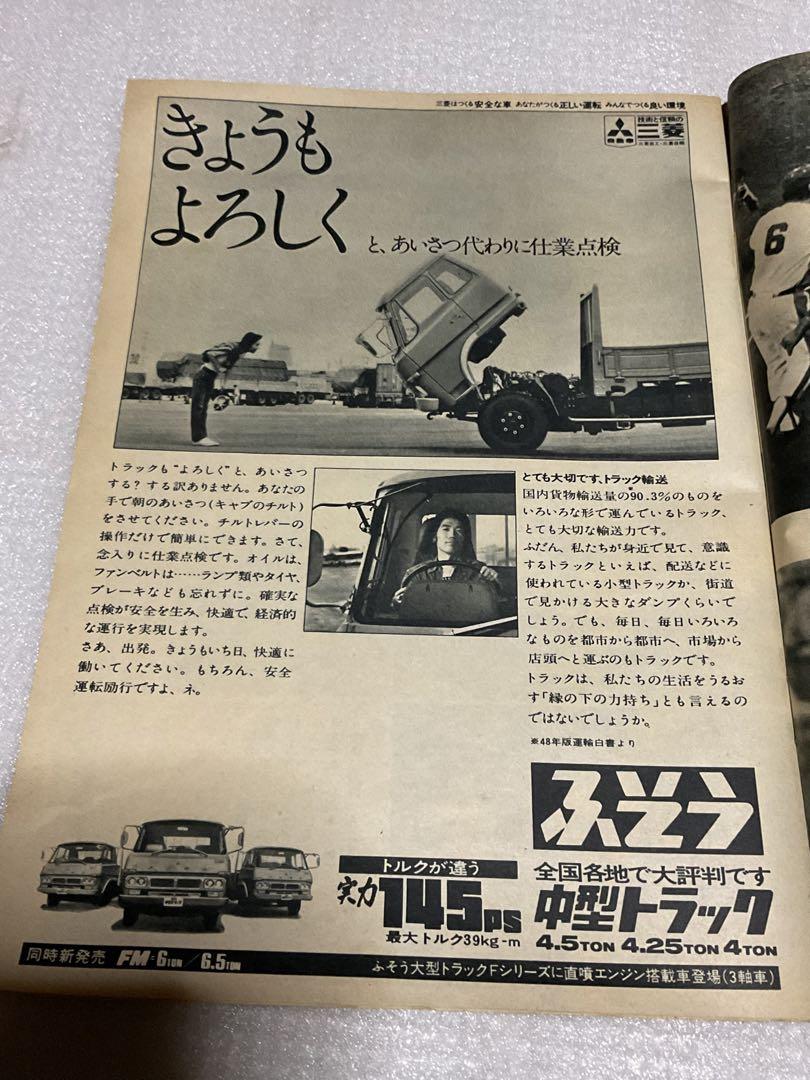 三菱はつくる安全な車 あなたがつくる正しい運転 みんなでつくる良い環境
技術と信頼の
三菱
自動車
きょうも
よろしく
と、あいさつ代わりに仕業点検
6
トラックも“よろしく”と、あいさつ
する？する訳ありません。あなたの
手で朝のあいさつ(キャブのチルト)
をさせてください。チルトレバーの
操作だけで簡単にできます。さて、
念入りに仕業点検です。オイルは、
ファンベルトは……ランプ類やタイヤ、
ブレーキなども忘れずに。確実な
点検が安全を生み、快適で、経済的
な運行を実現します。
さあ、出発。きょうもいち日、快適に
働いてください。もちろん、安全
運転励行ですよ、ネ。
とても大切です、トラック輸送
国内貨物輸送量の90.3%のものを
いろいろな形で運んでいるトラック、
とても大切な輸送力です。
ふだん、私たちが身近で見て、意識
するトラックといえば、配送などに
使われている小型トラックか、街道
で見かける大きなダンプくらいで
しょう。でも、毎日、毎日いろいろ
なものを都市から都市へ、市場から
店頭へと運ぶのもトラックです。
トラックは、私たちの生活をうるお
す「縁の下の力持ち」とも言えるの
ではないでしょうか。
※48年版運輸白書より
ふそう
トルクが違う
実力145ps
最大トルク39kg-m
全国各地で大評判です
中型トラック
4.5TON 4.25TON 4TON
同時新発売 FM=6TON/6.5TON
ふそう大型トラックFシリーズに直噴エンジン搭載車登場(3軸車)